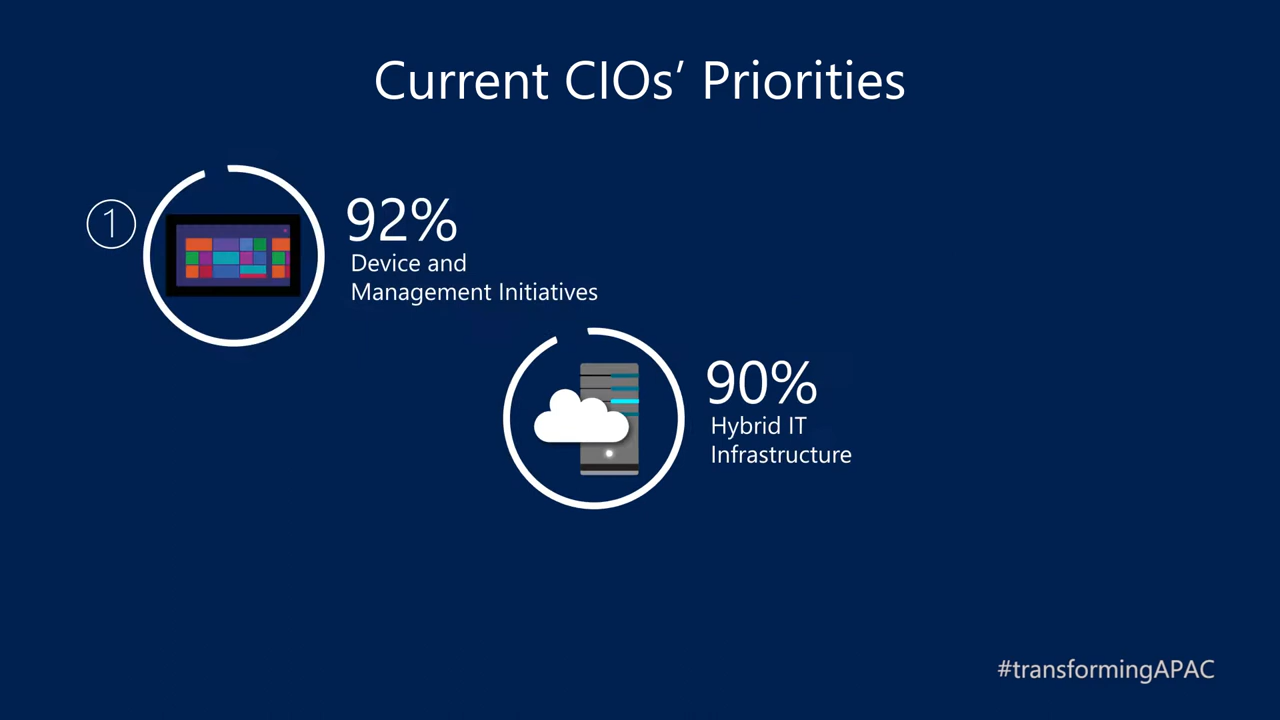 Current CIOs’ Priorities
1
92%
Device and
Management Initiatives
90%
Hybrid IT
Infrastructure
#transformingAPAC